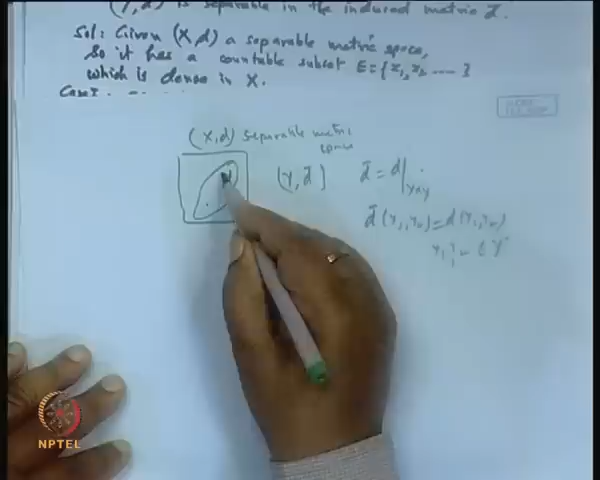 (Y, d̄) is separable in the induced metric d̄.
Sol: Given (X,d) a separable metric space,
So it has a countable subset E={x₁,x₂, ----- }
which is dense in X.
Case I.
(X,d) separable metric
space
(Y, d̄)
d̄ = d|Y×Y
d̄(y₁,y₂)=d(y₁,y₂)
y₁,y₂ ∈ Y
NPTEL